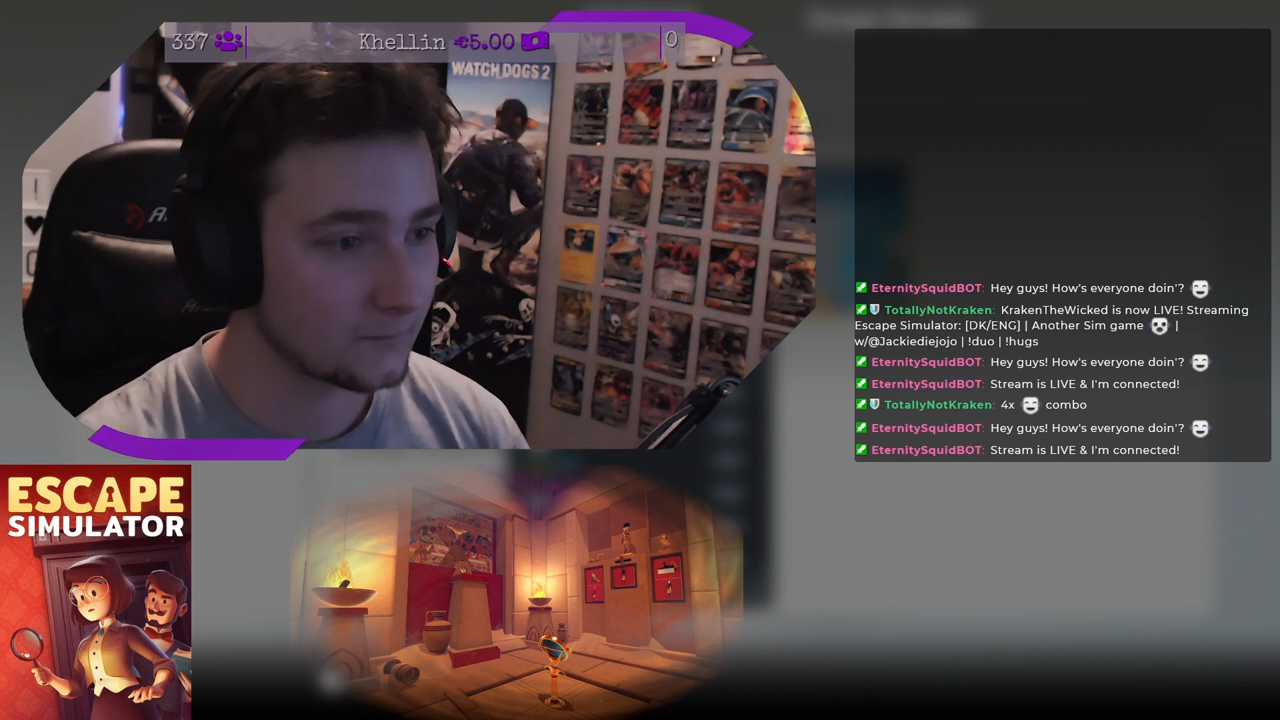 337
Khellin €5.00
0
WATCH DOGS 2
EternitySquidBOT: Hey guys! How's everyone doin'?
TotallyNotKraken: KrakenTheWicked is now LIVE! Streaming
Escape Simulator: [DK/ENG] | Another Sim game |
w/@Jackiediejojo | !duo | !hugs
EternitySquidBOT: Hey guys! How's everyone doin'?
EternitySquidBOT: Stream is LIVE & I'm connected!
TotallyNotKraken: 4x combo
EternitySquidBOT: Hey guys! How's everyone doin'?
EternitySquidBOT: Stream is LIVE & I'm connected!
ESCAPE
SIMULATOR